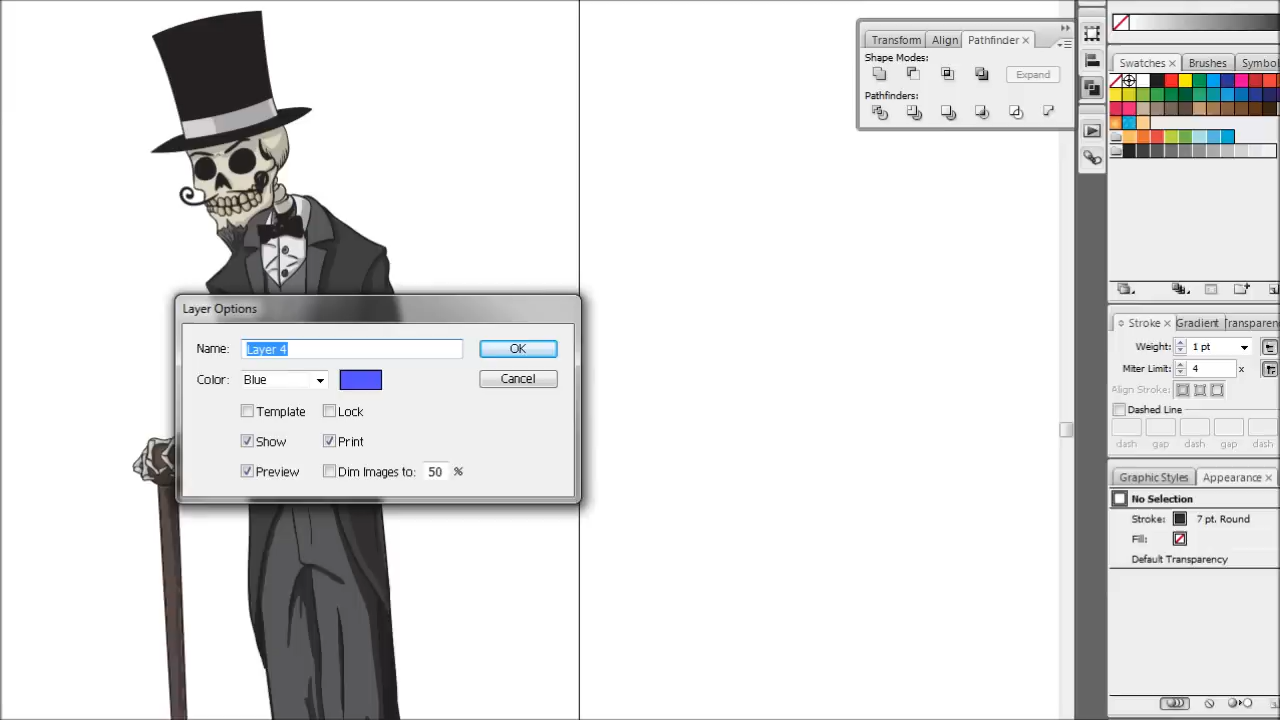 Transform Align Pathfinder
Shape Modes:
Expand
Pathfinders:
Swatches Brushes Symbol
Layer Options
Name: Layer 4 OK
Color: Blue Cancel
Template Lock
Show Print
Preview Dim Images to: 50 %
Stroke Gradient Transparen
Weight: 1 pt
Miter Limit: 4 x
Align Stroke:
Dashed Line
dash gap dash gap dash
Graphic Styles Appearance
No Selection
Stroke: 7 pt. Round
Fill:
Default Transparency